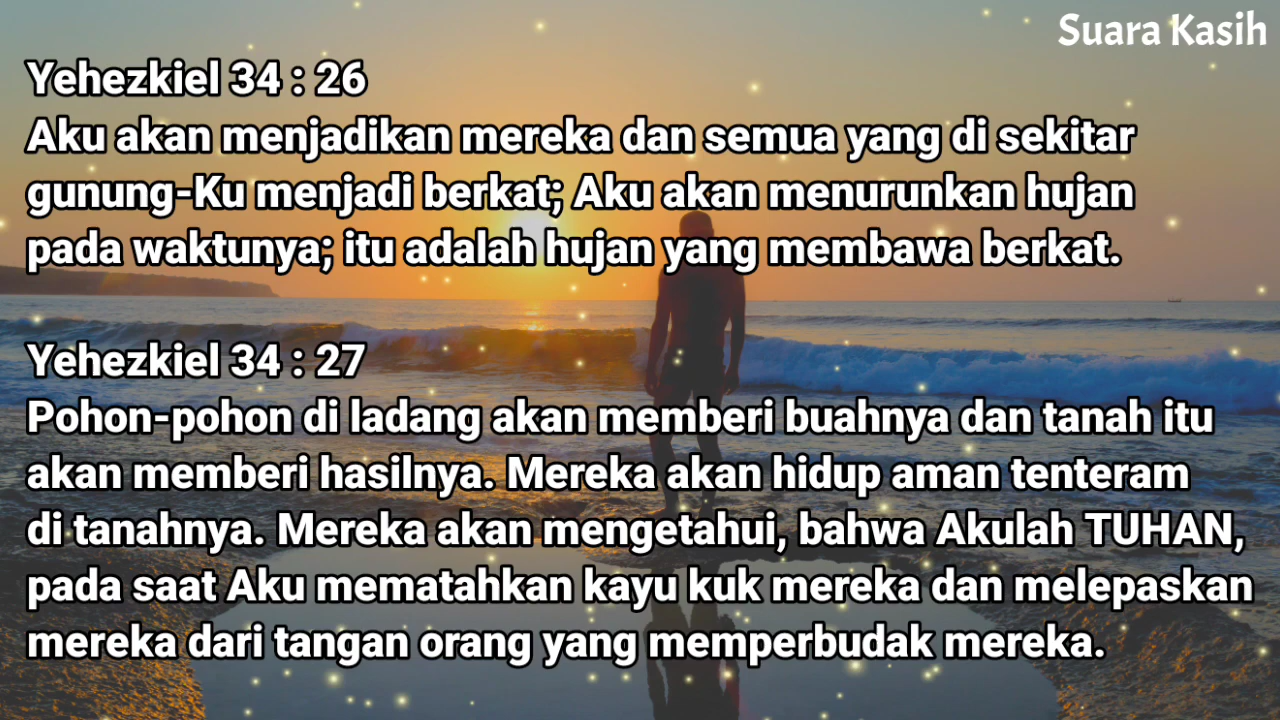 Suara Kasih
Yehezkiel 34 : 26
Aku akan menjadikan mereka dan semua yang di sekitar
gunung-Ku menjadi berkat; Aku akan menurunkan hujan
pada waktunya; itu adalah hujan yang membawa berkat.
Yehezkiel 34 : 27
Pohon-pohon di ladang akan memberi buahnya dan tanah itu
akan memberi hasilnya. Mereka akan hidup aman tenteram
di tanahnya. Mereka akan mengetahui, bahwa Akulah TUHAN,
pada saat Aku mematahkan kayu kuk mereka dan melepaskan
mereka dari tangan orang yang memperbudak mereka.